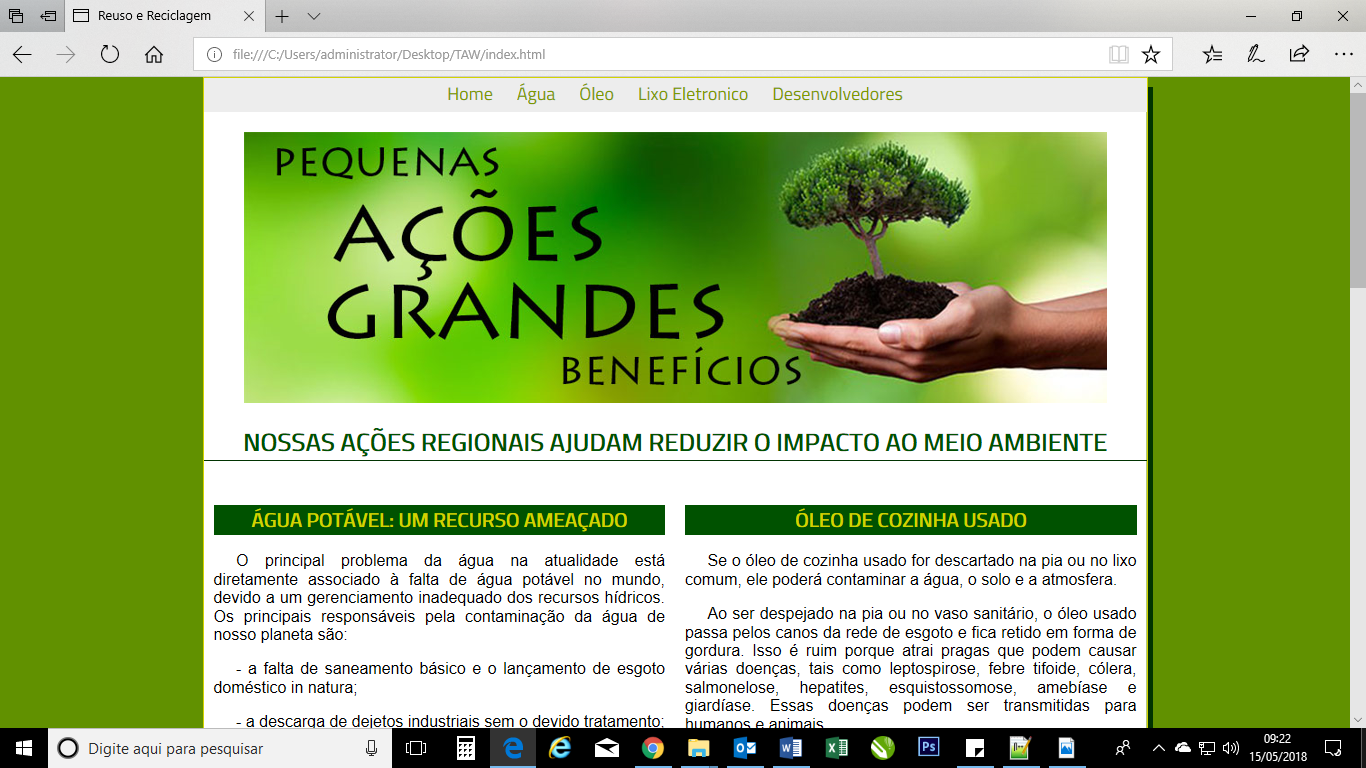 Reuso e Reciclagem
file:///C:/Users/administrator/Desktop/TAW/index.html
Home Água Óleo Lixo Eletronico Desenvolvedores
PEQUENAS
AÇÕES
GRANDES
BENEFÍCIOS
NOSSAS AÇÕES REGIONAIS AJUDAM REDUZIR O IMPACTO AO MEIO AMBIENTE
ÁGUA POTÁVEL: UM RECURSO AMEAÇADO
O principal problema da água na atualidade está
diretamente associado à falta de água potável no mundo,
devido a um gerenciamento inadequado dos recursos hídricos.
Os principais responsáveis pela contaminação da água de
nosso planeta são:
- a falta de saneamento básico e o lançamento de esgoto
doméstico in natura;
- a descarga de dejetos industriais sem o devido tratamento;
ÓLEO DE COZINHA USADO
Se o óleo de cozinha usado for descartado na pia ou no lixo
comum, ele poderá contaminar a água, o solo e a atmosfera.
Ao ser despejado na pia ou no vaso sanitário, o óleo usado
passa pelos canos da rede de esgoto e fica retido em forma de
gordura. Isso é ruim porque atrai pragas que podem causar
várias doenças, tais como leptospirose, febre tifoide, cólera,
salmonelose, hepatites, esquistossomose, amebíase e
giardíase. Essas doenças podem ser transmitidas para
humanos e animais.
Digite aqui para pesquisar
Ps
09:22
15/05/2018